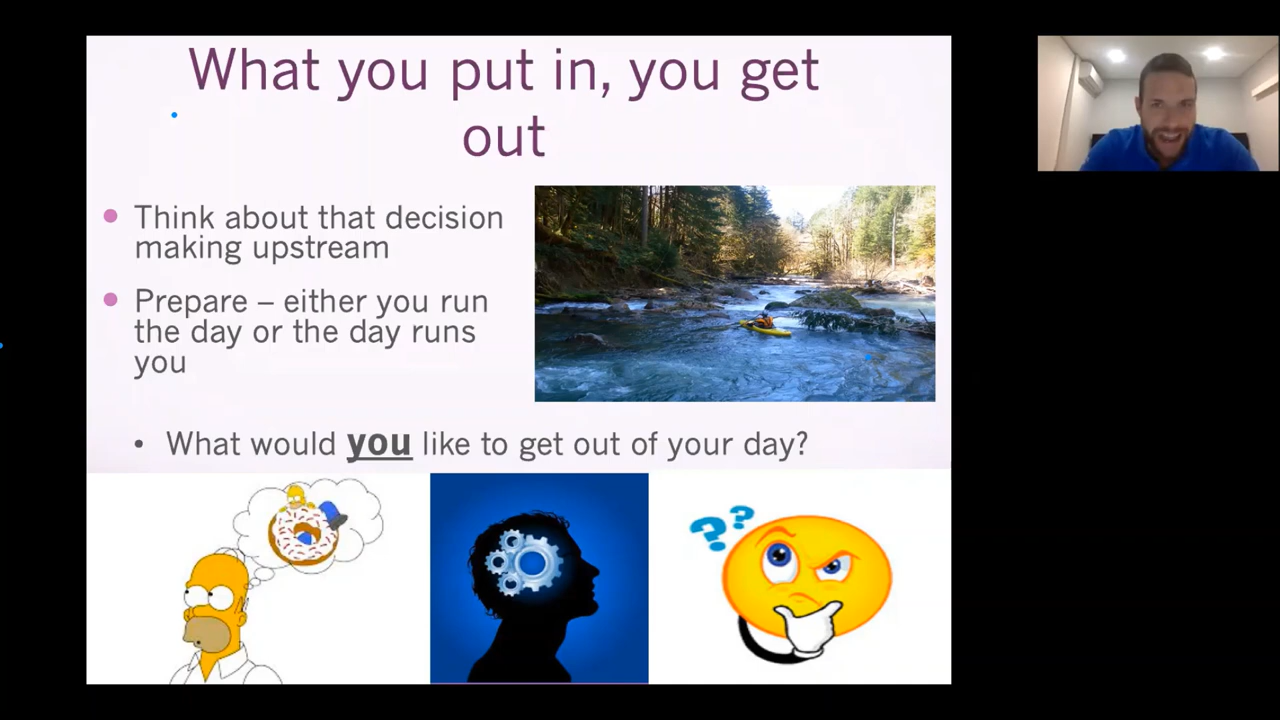 What you put in, you get
out
• Think about that decision
making upstream
• Prepare – either you run
the day or the day runs
you
• What would you like to get out of your day?
? ?